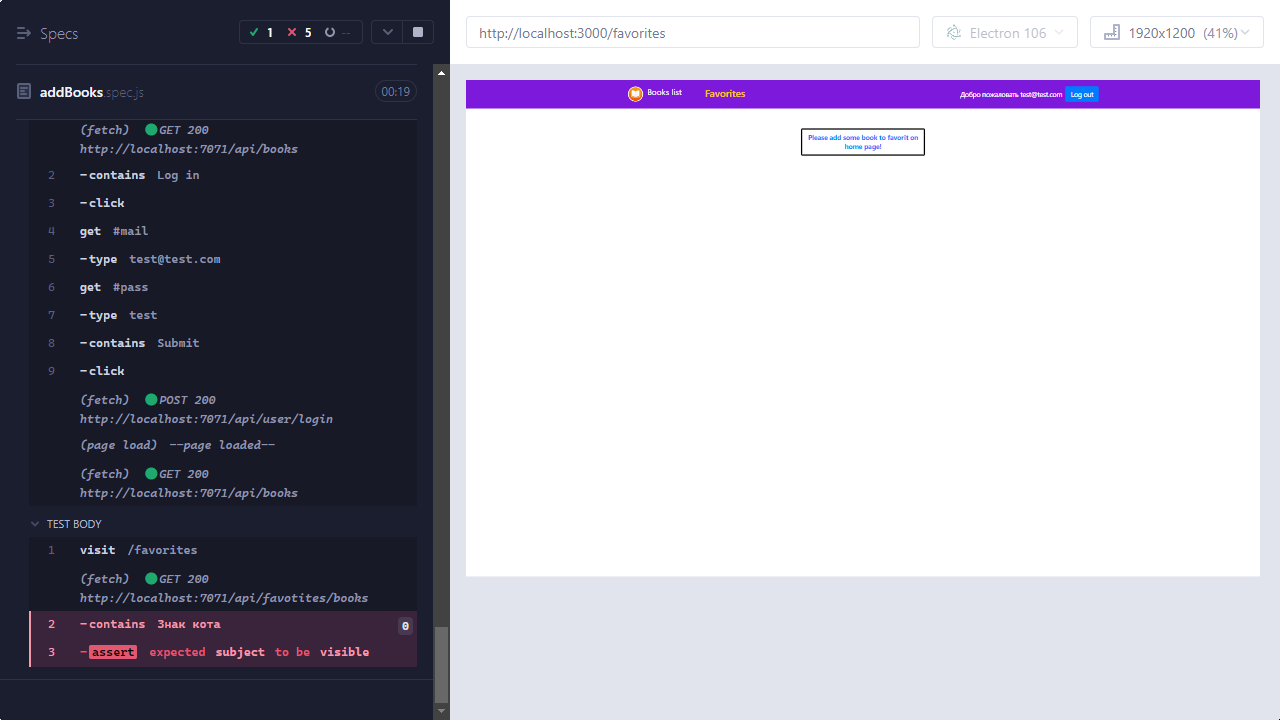 Specs
1
5
--
addBooks.spec.js
00:19
(fetch) GET 200
http://localhost:7071/api/books
2 -contains Log in
3 -click
4 get #mail
5 -type test@test.com
6 get #pass
7 -type test
8 -contains Submit
9 -click
(fetch) POST 200
http://localhost:7071/api/user/login
(page load) --page loaded--
(fetch) GET 200
http://localhost:7071/api/books
TEST BODY
1 visit /favorites
(fetch) GET 200
http://localhost:7071/api/favotites/books
2 -contains Знак кота 0
3 -assert expected subject to be visible
http://localhost:3000/favorites
Electron 106
1920x1200 (41%)
Books list
Favorites
Добро пожаловать test@test.com
Log out
Please add some book to favorit on
home page!